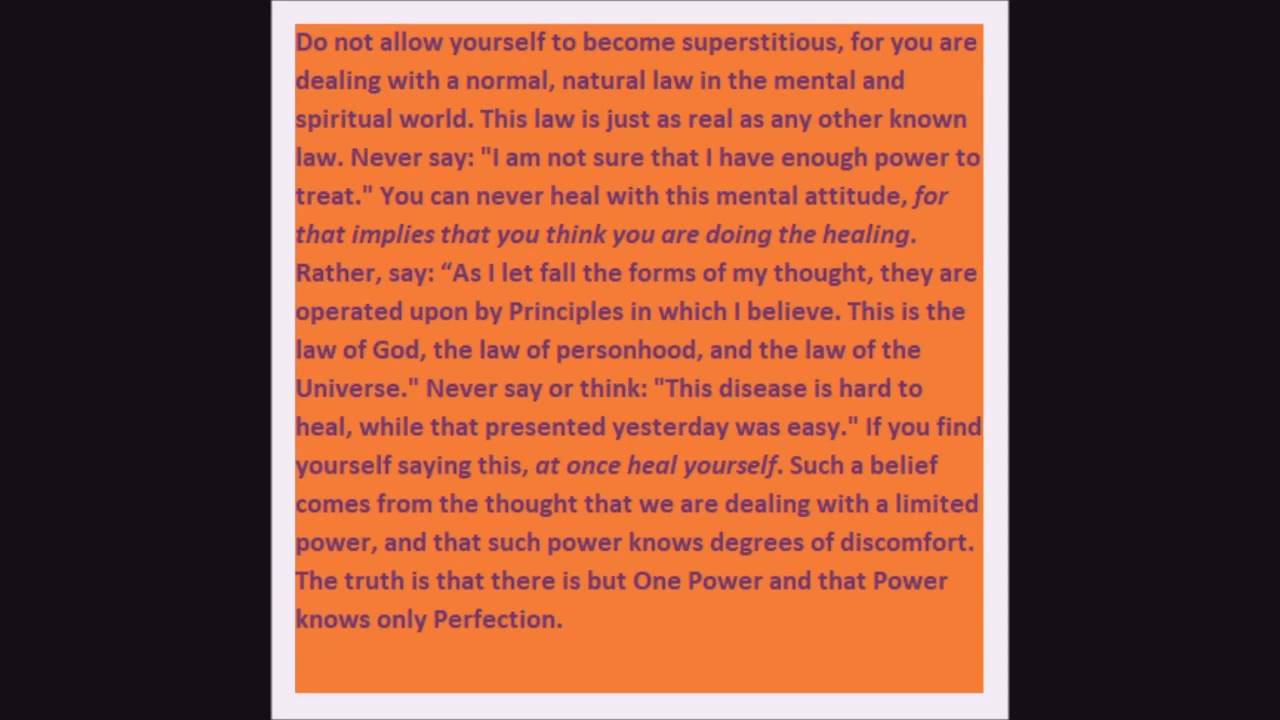 Do not allow yourself to become superstitious, for you are
dealing with a normal, natural law in the mental and
spiritual world. This law is just as real as any other known
law. Never say: "I am not sure that I have enough power to
treat." You can never heal with this mental attitude, for
that implies that you think you are doing the healing.
Rather, say: “As I let fall the forms of my thought, they are
operated upon by Principles in which I believe. This is the
law of God, the law of personhood, and the law of the
Universe." Never say or think: "This disease is hard to
heal, while that presented yesterday was easy." If you find
yourself saying this, at once heal yourself. Such a belief
comes from the thought that we are dealing with a limited
power, and that such power knows degrees of discomfort.
The truth is that there is but One Power and that Power
knows only Perfection.